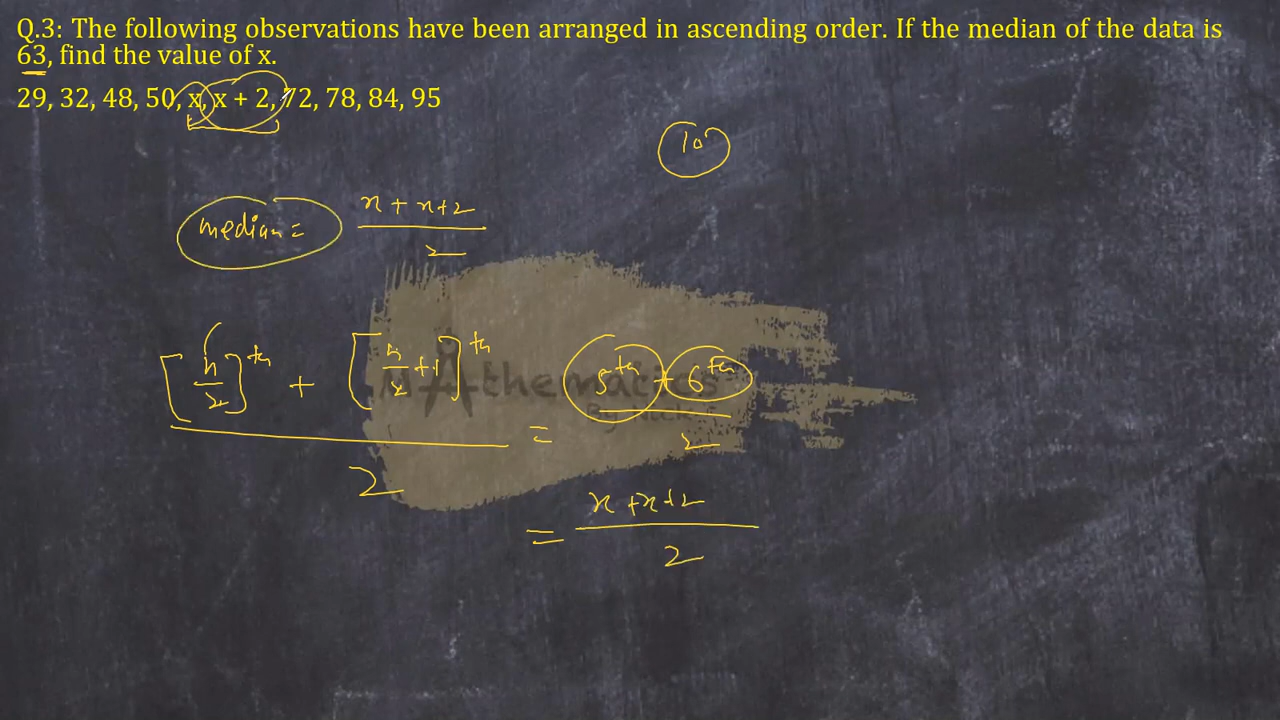 Q.3: The following observations have been arranged in ascending order. If the median of the data is
63, find the value of x.
29, 32, 48, 50, x, x + 2, 72, 78, 84, 95
10
median = x + x+2
2
[n/2]th + [n/2 + 1]th
2
= 5th + 6th
2
= x + x+2
2
MAthematics